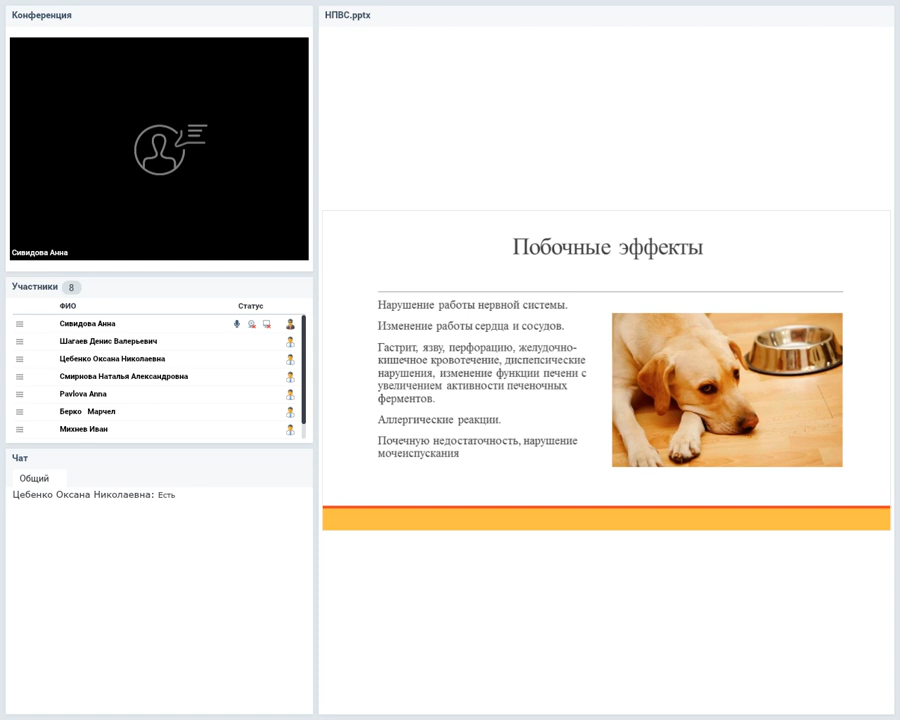 Конференция
Сивидова Анна
Участники 8
ФИО Статус
Сивидова Анна
Шагаев Денис Валерьевич
Цебенко Оксана Николаевна
Смирнова Наталья Александровна
Pavlova Anna
Берко Марчел
Михнев Иван
Чат
Общий
Цебенко Оксана Николаевна: Есть
НПВС.pptx
Побочные эффекты
Нарушение работы нервной системы.
Изменение работы сердца и сосудов.
Гастрит, язву, перфорацию, желудочно-
кишечное кровотечение, диспепсические
нарушения, изменение функции печени с
увеличением активности печеночных
ферментов.
Аллергические реакции.
Почечную недостаточность, нарушение
мочеиспускания